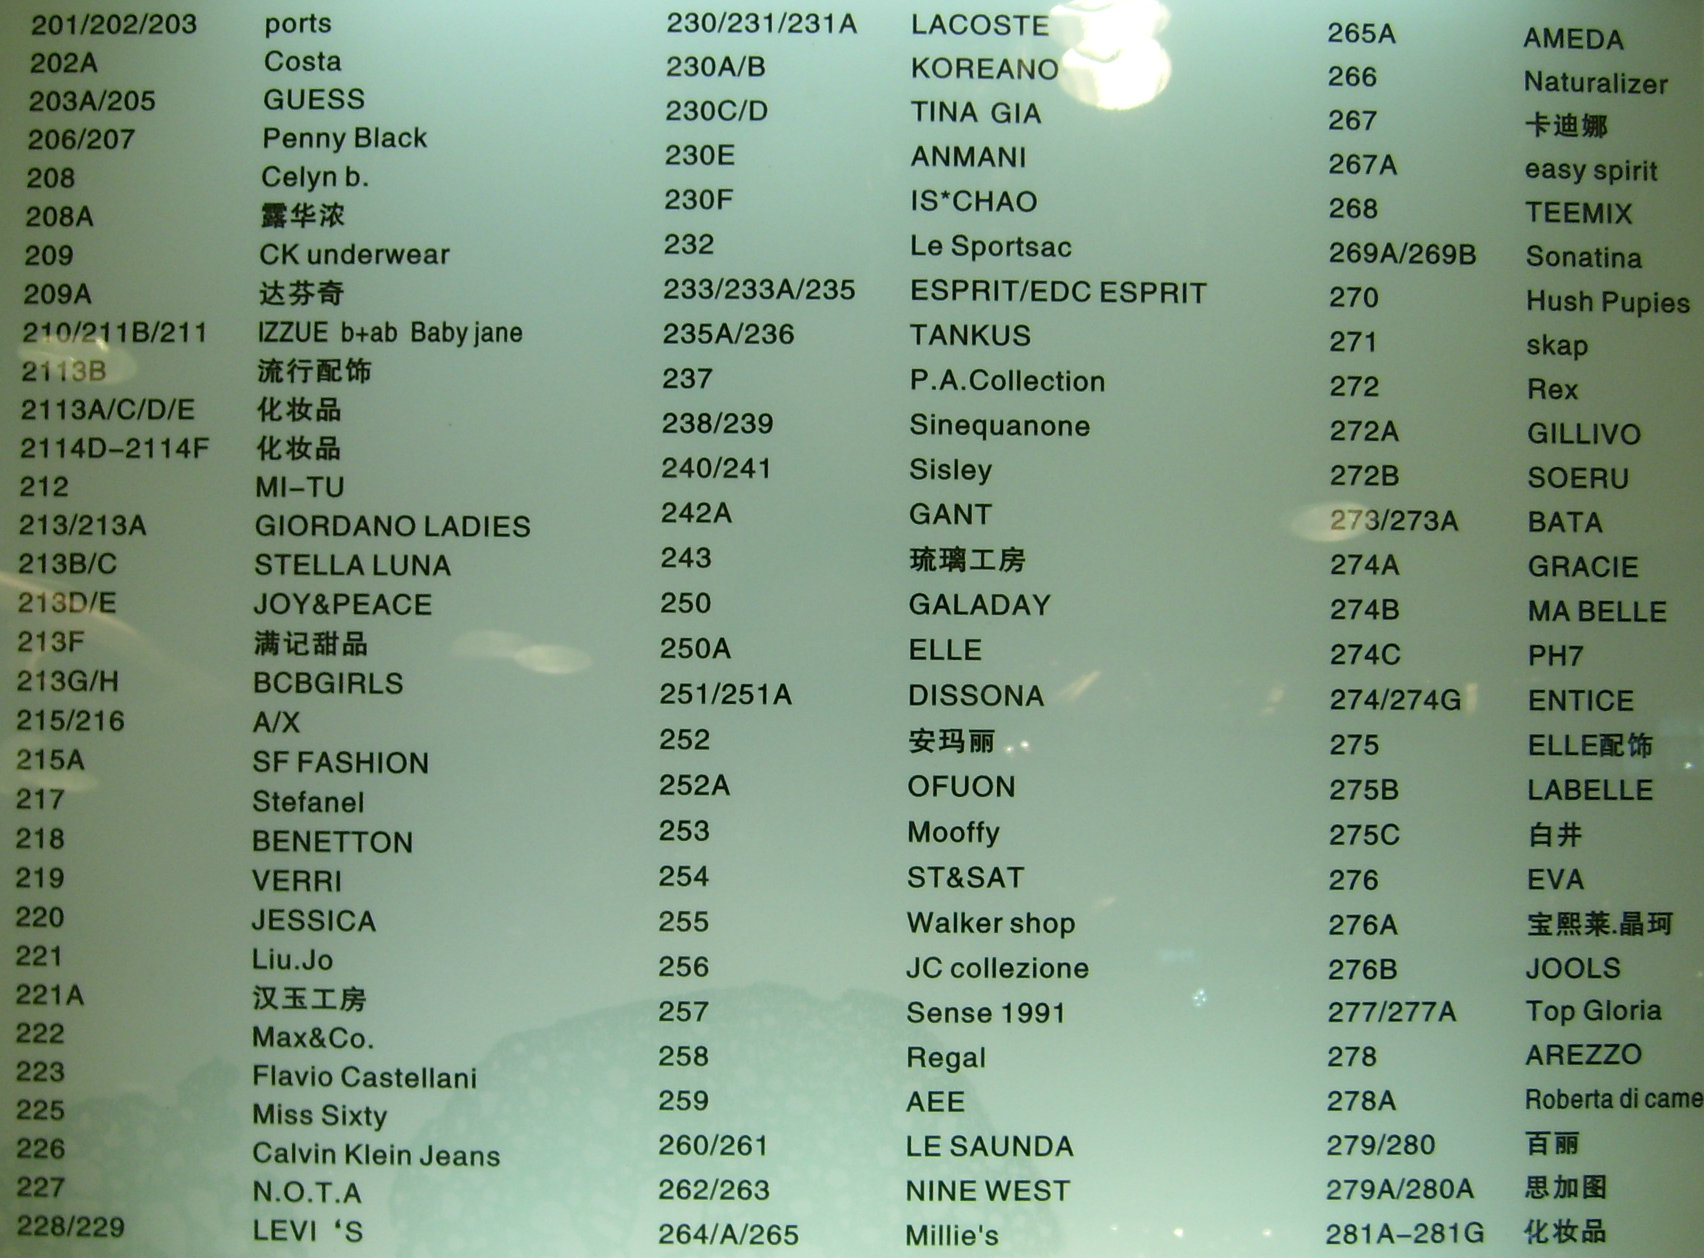 201/202/203 ports
202A Costa
203A/205 GUESS
206/207 Penny Black
208 Celyn b.
208A 露华浓
209 CK underwear
209A 达芬奇
210/211B/211 IZZUE b+ab Baby jane
2113B 流行配饰
2113A/C/D/E 化妆品
2114D-2114F 化妆品
212 MI-TU
213/213A GIORDANO LADIES
213B/C STELLA LUNA
213D/E JOY&PEACE
213F 满记甜品
213G/H BCBGIRLS
215/216 A/X
215A SF FASHION
217 Stefanel
218 BENETTON
219 VERRI
220 JESSICA
221 Liu.Jo
221A 汉玉工房
222 Max&Co.
223 Flavio Castellani
225 Miss Sixty
226 Calvin Klein Jeans
227 N.O.T.A
228/229 LEVI ‘S
230/231/231A LACOSTE
230A/B KOREANO
230C/D TINA GIA
230E ANMANI
230F IS*CHAO
232 Le Sportsac
233/233A/235 ESPRIT/EDC ESPRIT
235A/236 TANKUS
237 P.A.Collection
238/239 Sinequanone
240/241 Sisley
242A GANT
243 琉璃工房
250 GALADAY
250A ELLE
251/251A DISSONA
252 安玛丽
252A OFUON
253 Mooffy
254 ST&SAT
255 Walker shop
256 JC collezione
257 Sense 1991
258 Regal
259 AEE
260/261 LE SAUNDA
262/263 NINE WEST
264/A/265 Millie's
265A AMEDA
266 Naturalizer
267 卡迪娜
267A easy spirit
268 TEEMIX
269A/269B Sonatina
270 Hush Pupies
271 skap
272 Rex
272A GILLIVO
272B SOERU
273/273A BATA
274A GRACIE
274B MA BELLE
274C PH7
274/274G ENTICE
275 ELLE配饰
275B LABELLE
275C 白井
276 EVA
276A 宝熙莱.晶珂
276B JOOLS
277/277A Top Gloria
278 AREZZO
278A Roberta di came
279/280 百丽
279A/280A 思加图
281A-281G 化妆品